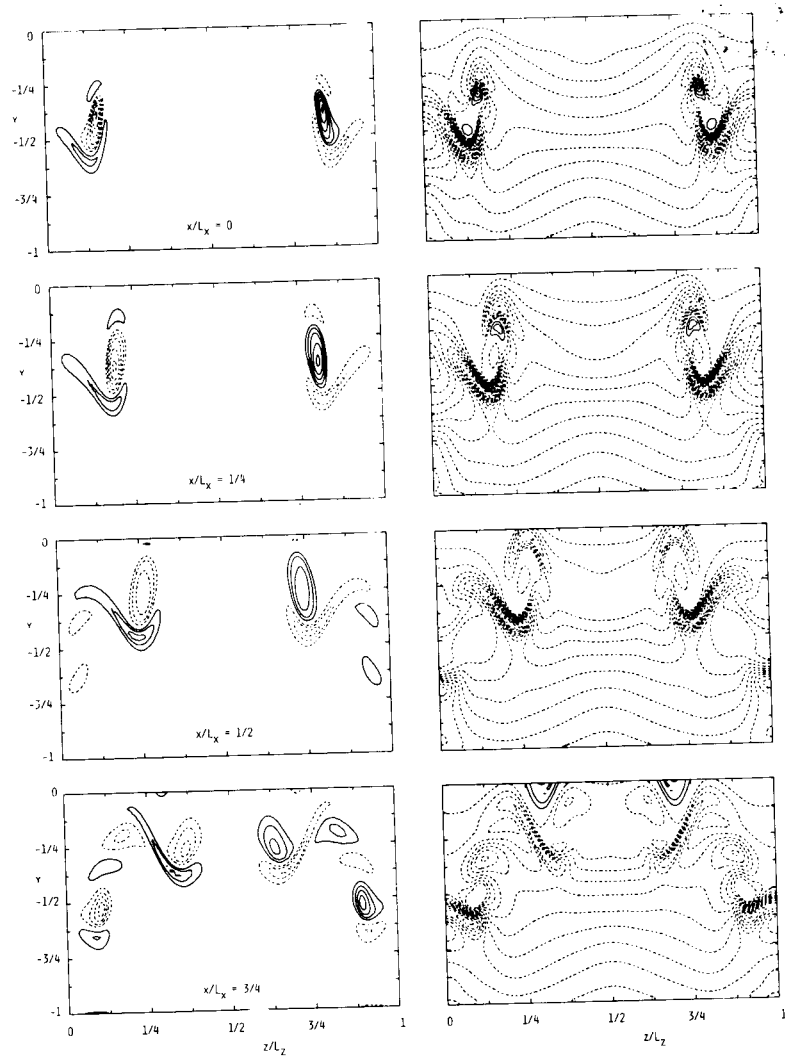 0
-1/4
Y
-1/2
-3/4
x/L_x = 0
-1
0
-1/4
Y
-1/2
-3/4
x/L_x = 1/4
-1
0
-1/4
Y
-1/2
-3/4
x/L_x = 1/2
-1
0
-1/4
Y
-1/2
-3/4
x/L_x = 3/4
-1
0 1/4 1/2 3/4 1
z/L_z
0 1/4 1/2 3/4 1
z/L_z